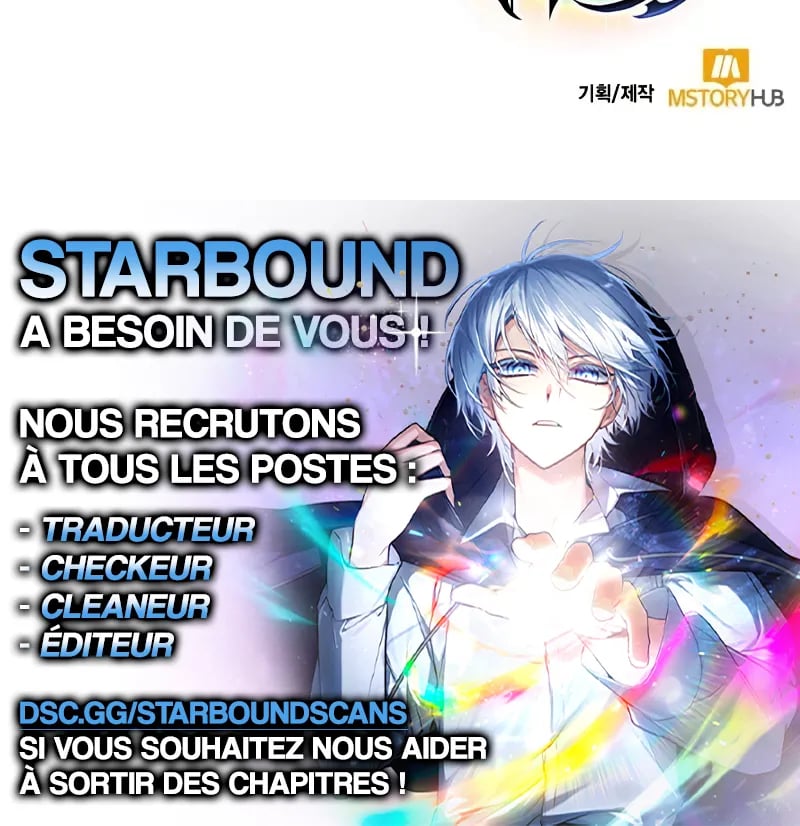 기획/제작 MSTORYHUB
STARBOUND
A BESOIN DE VOUS !
NOUS RECRUTONS
À TOUS LES POSTES :
- TRADUCTEUR
- CHECKEUR
- CLEANEUR
- ÉDITEUR
DSC.GG/STARBOUNDSCANS
SI VOUS SOUHAITEZ NOUS AIDER
À SORTIR DES CHAPITRES !